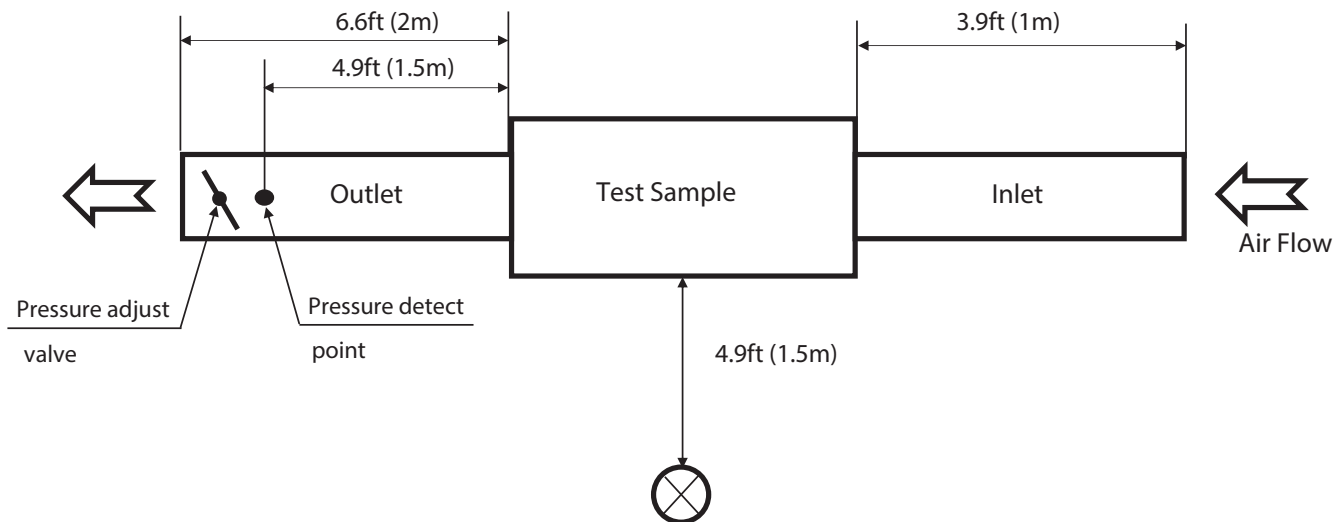 6.6ft (2m)
3.9ft (1m)
4.9ft (1.5m)
Outlet
Test Sample
Inlet
Air Flow
Pressure adjust
valve
Pressure detect
point
4.9ft (1.5m)